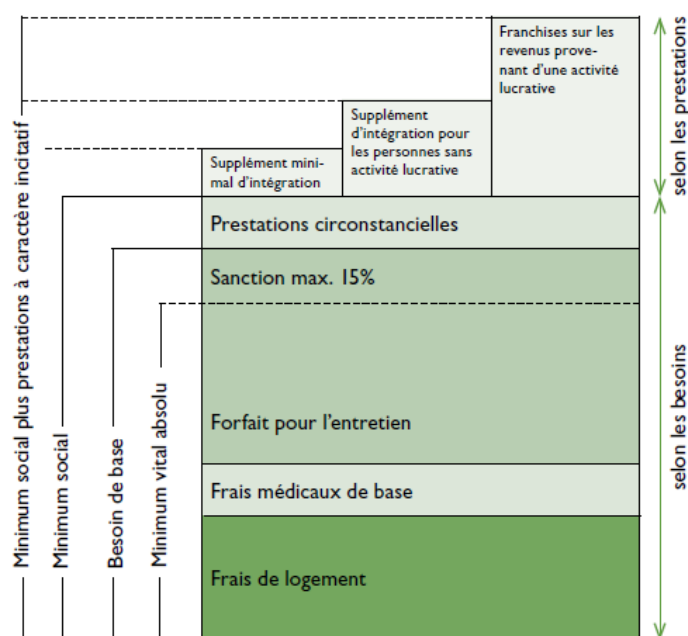 Franchises sur les
revenus prove-
nant d'une activité
lucrative
Supplément
d'intégration pour
les personnes sans
activité lucrative
Supplément mini-
mal d'intégration
Prestations circonstancielles
Sanction max. 15%
Forfait pour l'entretien
Frais médicaux de base
Frais de logement
Minimum social plus prestations à caractère incitatif
Minimum social
Besoin de base
Minimum vital absolu
selon les prestations
selon les besoins